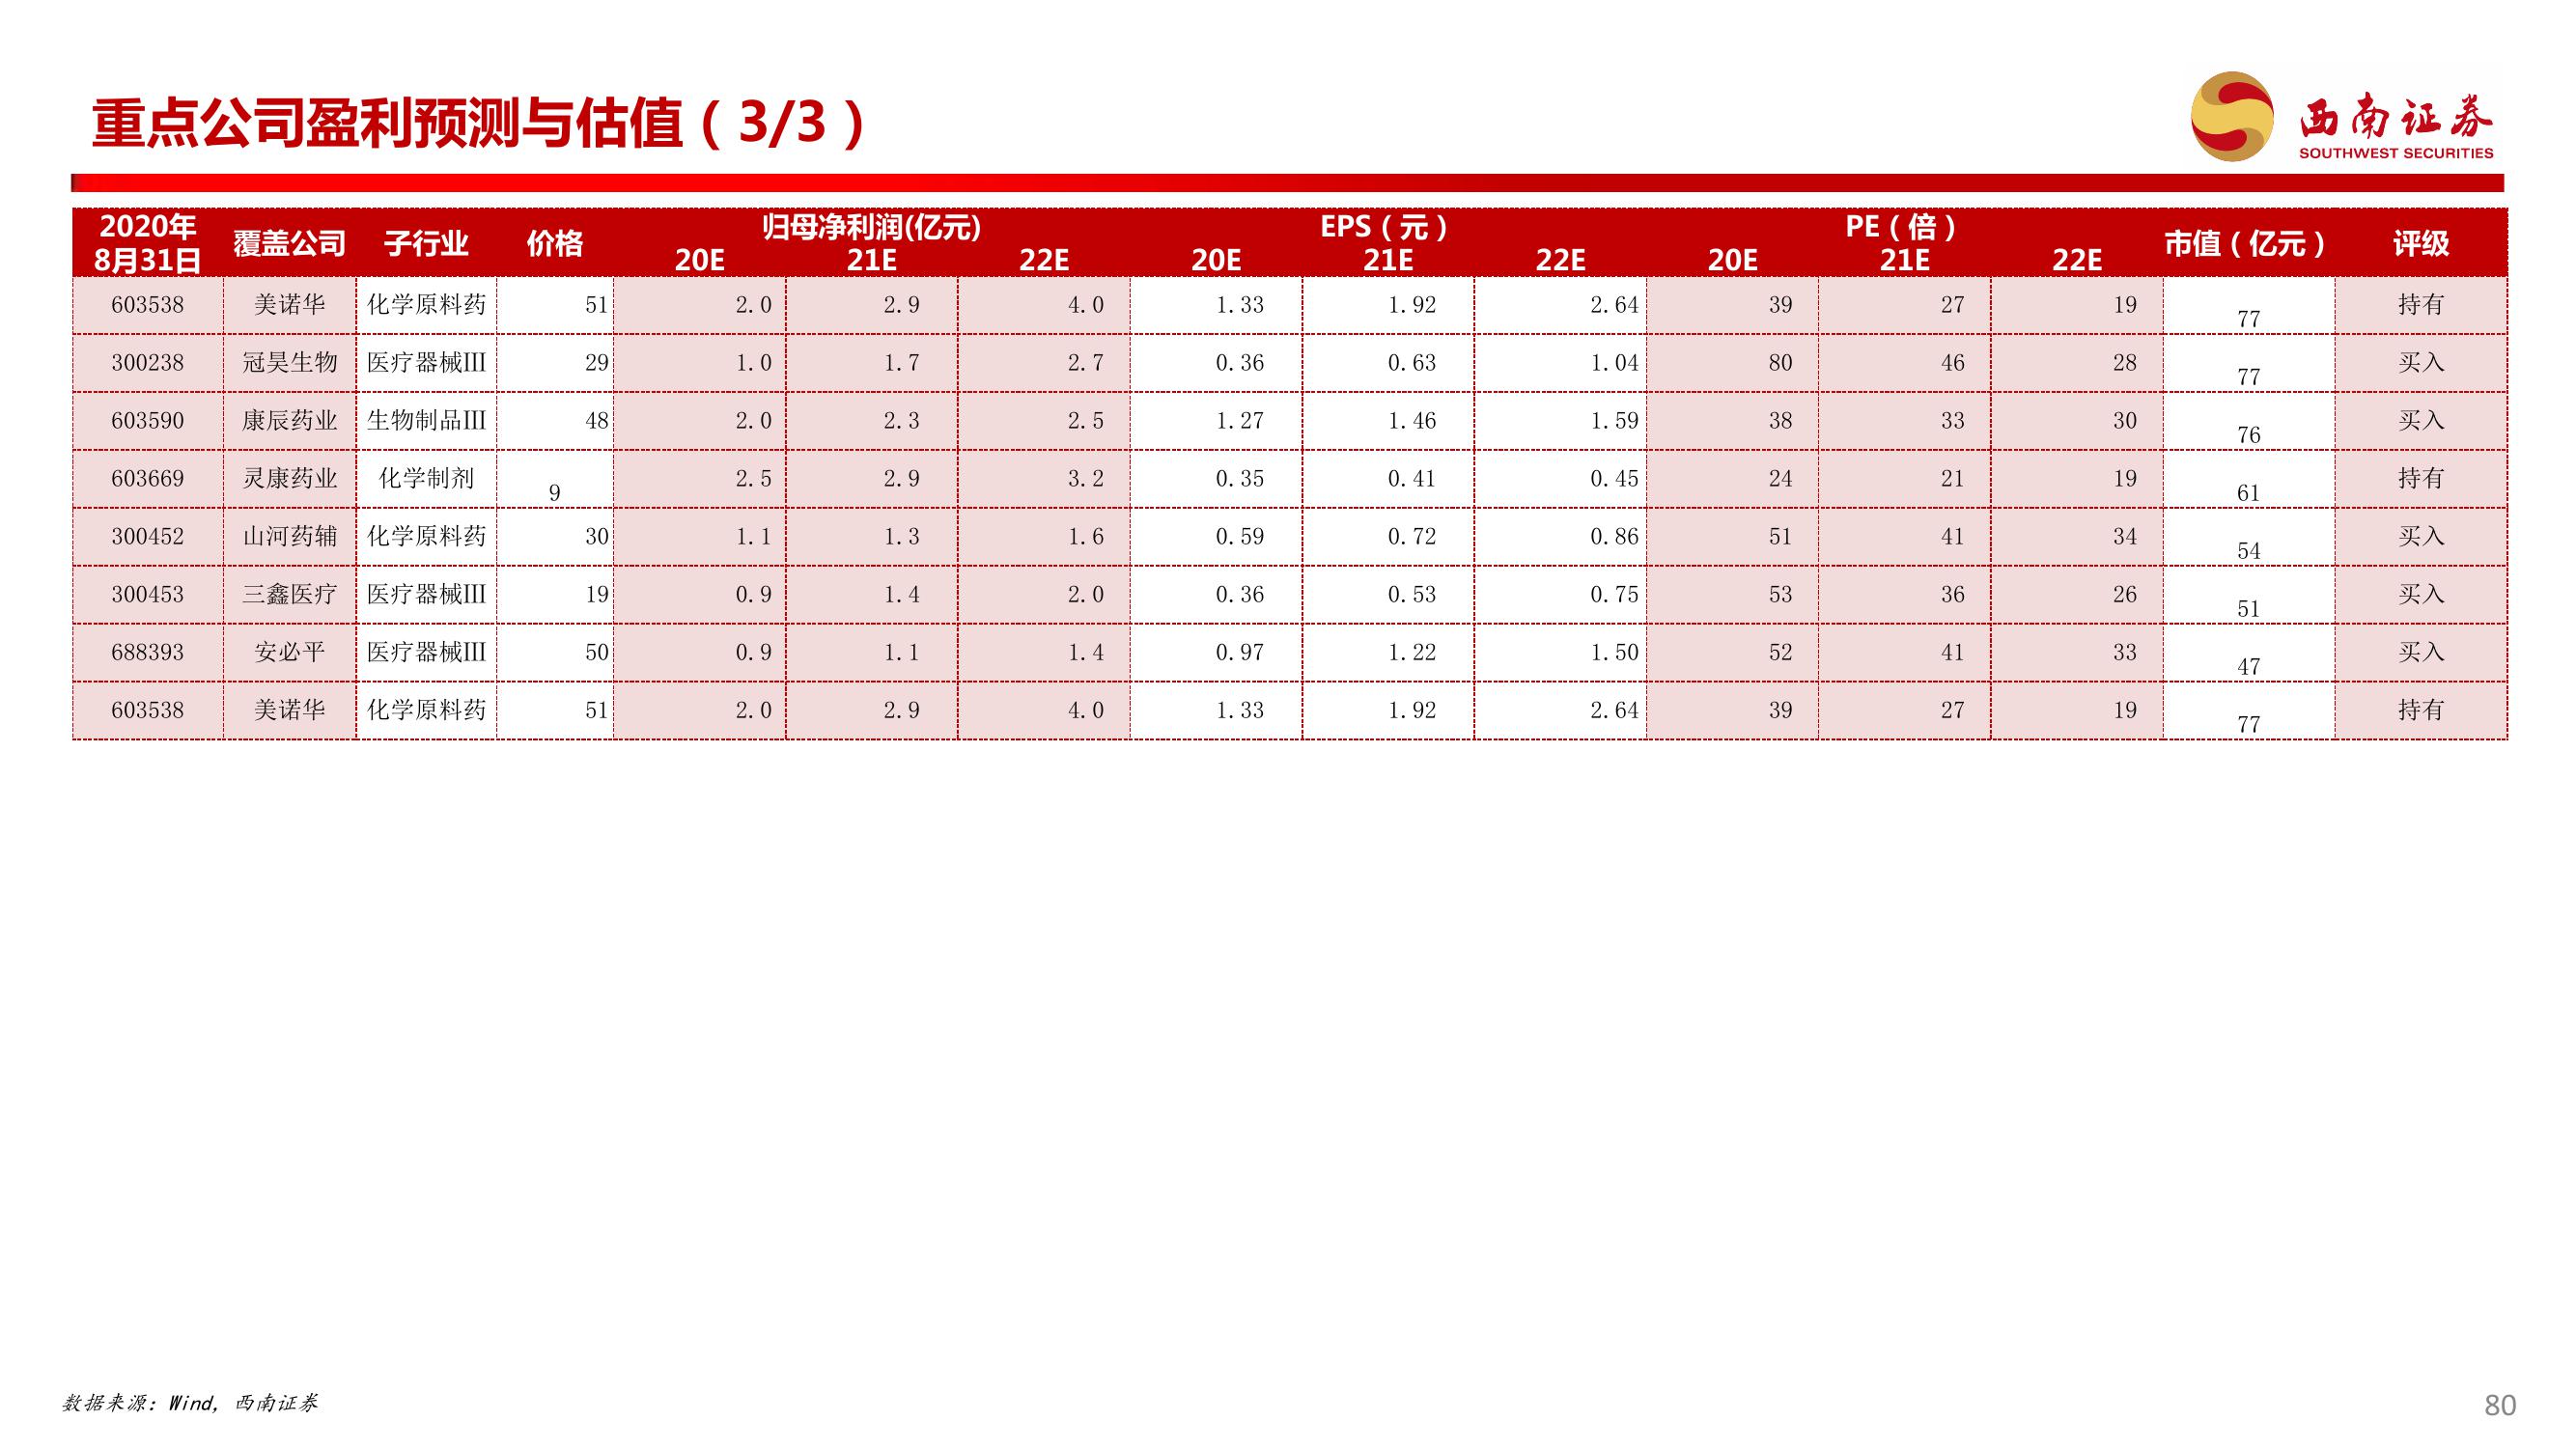 重点公司盈利预测与估值（3/3）
西南证券
SOUTHWEST SECURITIES
2020年8月31日 覆盖公司 子行业 价格 归母净利润(亿元) EPS（元） PE（倍） 市值（亿元） 评级
20E 21E 22E 20E 21E 22E 20E 21E 22E
603538 美诺华 化学原料药 51 2.0 2.9 4.0 1.33 1.92 2.64 39 27 19 77 持有
300238 冠昊生物 医疗器械Ⅲ 29 1.0 1.7 2.7 0.36 0.63 1.04 80 46 28 77 买入
603590 康辰药业 生物制品Ⅲ 48 2.0 2.3 2.5 1.27 1.46 1.59 38 33 30 76 买入
603669 灵康药业 化学制剂 9 2.5 2.9 3.2 0.35 0.41 0.45 24 21 19 61 持有
300452 山河药辅 化学原料药 30 1.1 1.3 1.6 0.59 0.72 0.86 51 41 34 54 买入
300453 三鑫医疗 医疗器械Ⅲ 19 0.9 1.4 2.0 0.36 0.53 0.75 53 36 26 51 买入
688393 安必平 医疗器械Ⅲ 50 0.9 1.1 1.4 0.97 1.22 1.50 52 41 33 47 买入
603538 美诺华 化学原料药 51 2.0 2.9 4.0 1.33 1.92 2.64 39 27 19 77 持有
数据来源：Wind，西南证券
80